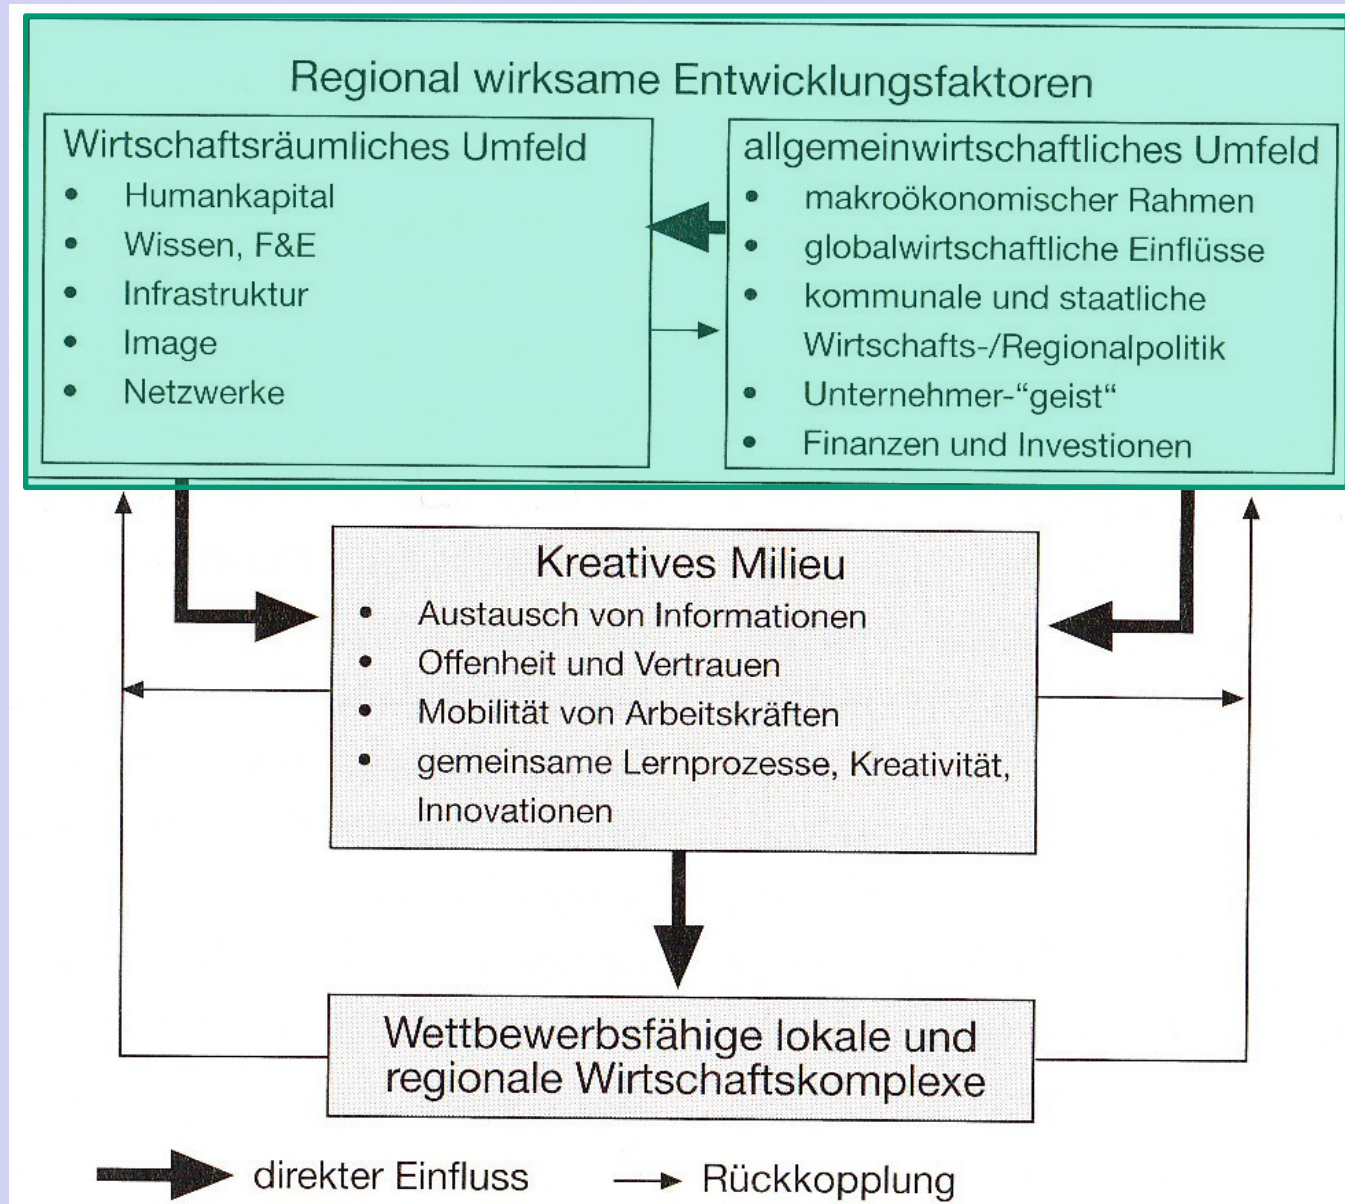 Regional wirksame Entwicklungsfaktoren
Wirtschaftsräumliches Umfeld
• Humankapital
• Wissen, F&E
• Infrastruktur
• Image
• Netzwerke
allgemeinwirtschaftliches Umfeld
• makroökonomischer Rahmen
• globalwirtschaftliche Einflüsse
• kommunale und staatliche
Wirtschafts-/Regionalpolitik
• Unternehmer-“geist“
• Finanzen und Investionen
Kreatives Milieu
• Austausch von Informationen
• Offenheit und Vertrauen
• Mobilität von Arbeitskräften
• gemeinsame Lernprozesse, Kreativität,
Innovationen
Wettbewerbsfähige lokale und
regionale Wirtschaftskomplexe
direkter Einfluss
Rückkopplung